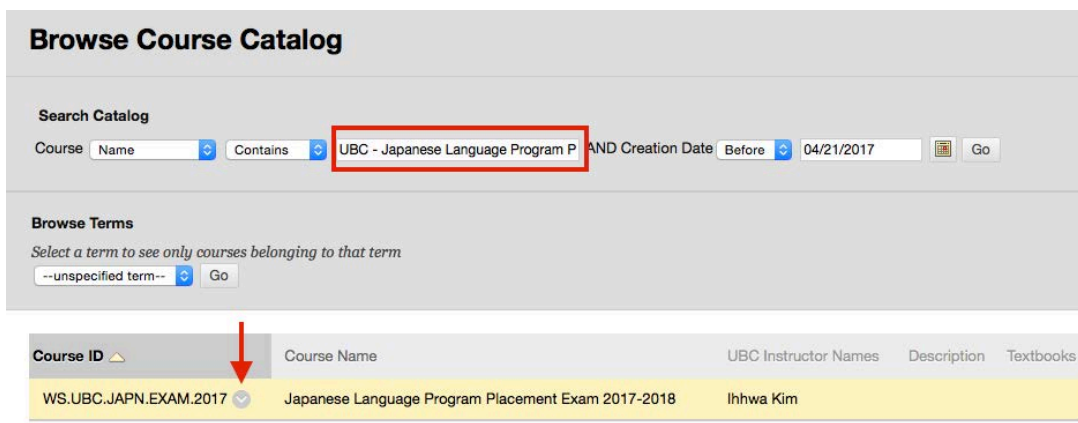 Browse Course Catalog
Search Catalog
Course Name Contains UBC - Japanese Language Program P AND Creation Date Before 04/21/2017 Go
Browse Terms
Select a term to see only courses belonging to that term
--unspecified term-- Go
Course ID Course Name UBC Instructor Names Description Textbooks
WS.UBC.JAPN.EXAM.2017 Japanese Language Program Placement Exam 2017-2018 Ihhwa Kim